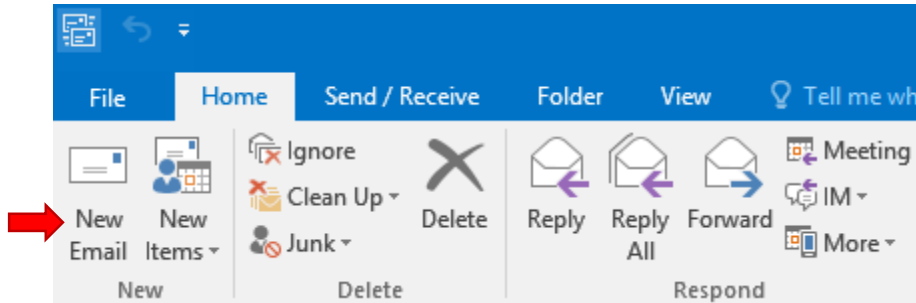 File Home Send / Receive Folder View Tell me wh
New Email
New Items
Ignore
Clean Up
Junk
Delete
Reply
Reply All
Forward
Meeting
IM
More
New Delete Respond